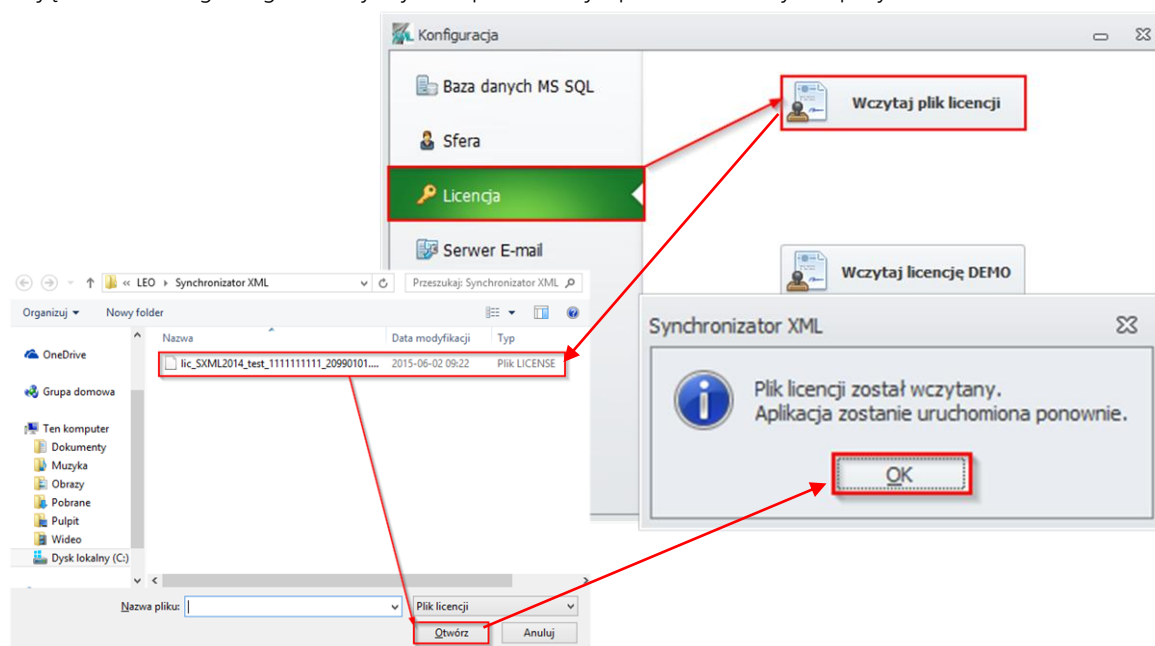 Konfiguracja
Baza danych MS SQL
Sfera
Licencja
Serwer E-mail
Wczytaj plik licencji
Wczytaj licencję DEMO
« LEO Synchronizator XML
Przeszukaj: Synchronizator XML
Organizuj
Nowy folder
Nazwa
Data modyfikacji
Typ
lic_SXML2014_test_1111111111_20990101....
2015-06-02 09:22
Plik LICENSE
OneDrive
Grupa domowa
Ten komputer
Dokumenty
Muzyka
Obrazy
Pobrane
Pulpit
Wideo
Dysk lokalny (C:)
Nazwa pliku:
Plik licencji
Otwórz
Anuluj
Synchronizator XML
Plik licencji został wczytany.
Aplikacja zostanie uruchomiona ponownie.
OK